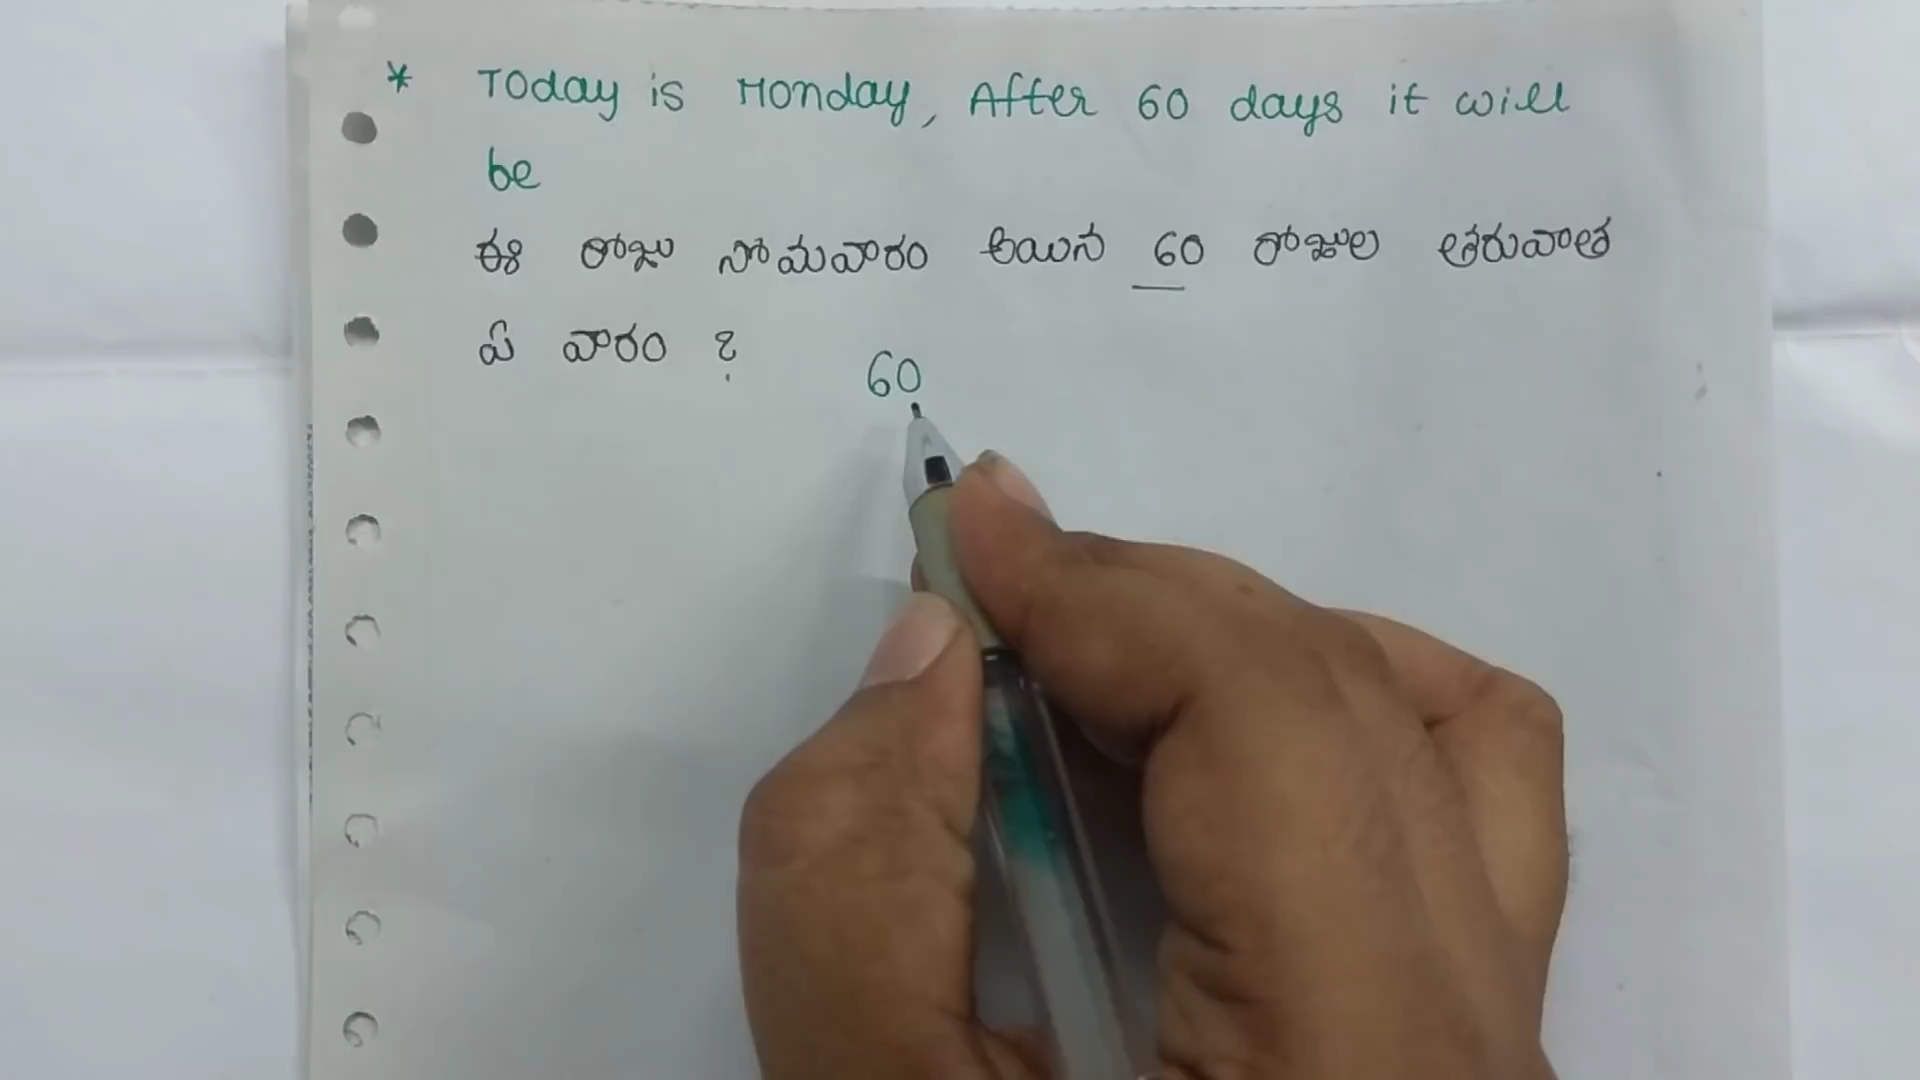 * Today is Monday, After 60 days it will
be
ఈ రోజు సోమవారం అయిన 60 రోజుల తరువాత
ఏ వారం ?
60